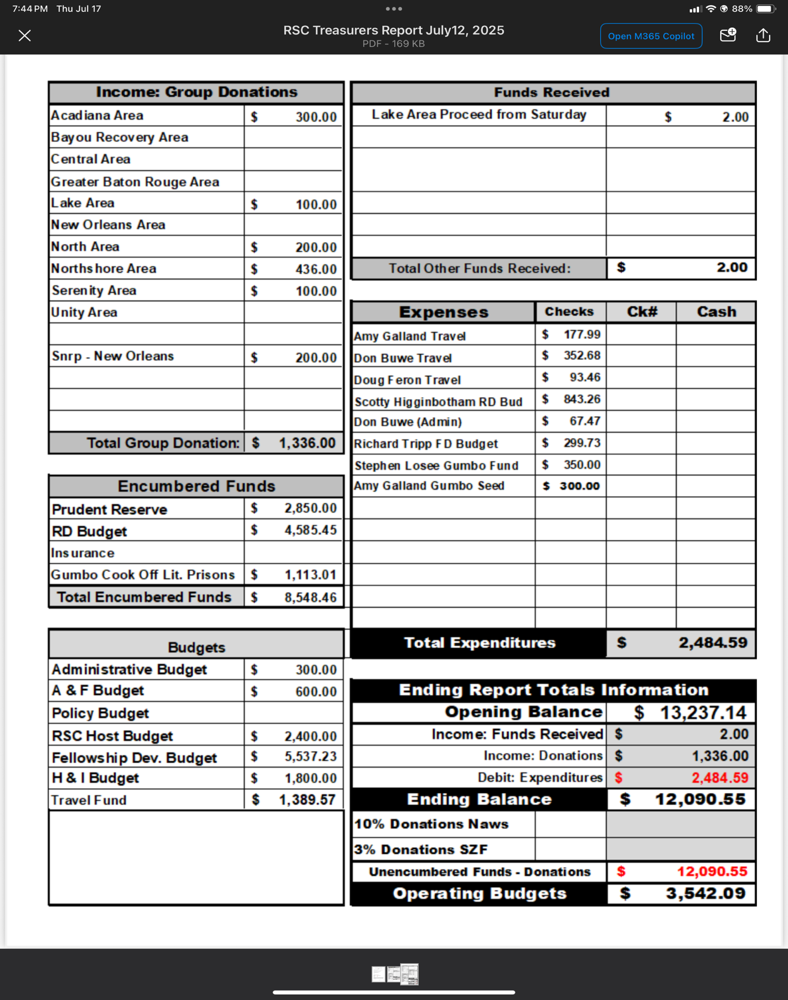 7:44 PM Thu Jul 17
88%
RSC Treasurers Report July12, 2025
PDF - 169 KB
Open M365 Copilot
Income: Group Donations
Acadiana Area $ 300.00
Bayou Recovery Area
Central Area
Greater Baton Rouge Area
Lake Area $ 100.00
New Orleans Area
North Area $ 200.00
Northshore Area $ 436.00
Serenity Area $ 100.00
Unity Area
Snrp - New Orleans $ 200.00
Total Group Donation: $ 1,336.00
Encumbered Funds
Prudent Reserve $ 2,850.00
RD Budget $ 4,585.45
Insurance
Gumbo Cook Off Lit. Prisons $ 1,113.01
Total Encumbered Funds $ 8,548.46
Budgets
Administrative Budget $ 300.00
A & F Budget $ 600.00
Policy Budget
RSC Host Budget $ 2,400.00
Fellowship Dev. Budget $ 5,537.23
H & I Budget $ 1,800.00
Travel Fund $ 1,389.57
Funds Received
Lake Area Proceed from Saturday $ 2.00
Total Other Funds Received: $ 2.00
Expenses Checks Ck# Cash
Amy Galland Travel $ 177.99
Don Buwe Travel $ 352.68
Doug Feron Travel $ 93.46
Scotty Higginbotham RD Bud $ 843.26
Don Buwe (Admin) $ 67.47
Richard Tripp FD Budget $ 299.73
Stephen Losee Gumbo Fund $ 350.00
Amy Galland Gumbo Seed $ 300.00
Total Expenditures $ 2,484.59
Ending Report Totals Information
Opening Balance $ 13,237.14
Income: Funds Received $ 2.00
Income: Donations $ 1,336.00
Debit: Expenditures $ 2,484.59
Ending Balance $ 12,090.55
10% Donations Naws
3% Donations SZF
Unencumbered Funds - Donations $ 12,090.55
Operating Budgets $ 3,542.09